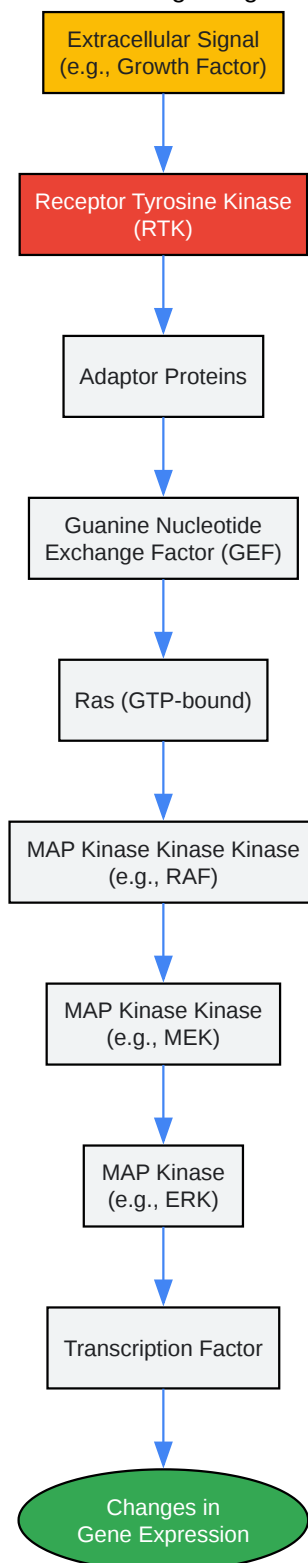 Extracellular Signal
(e.g., Growth Factor)
Receptor Tyrosine Kinase
(RTK)
Adaptor Proteins
Guanine Nucleotide
Exchange Factor (GEF)
Ras (GTP-bound)
MAP Kinase Kinase Kinase
(e.g., RAF)
MAP Kinase Kinase
(e.g., MEK)
MAP Kinase
(e.g., ERK)
Transcription Factor
Changes in
Gene Expression